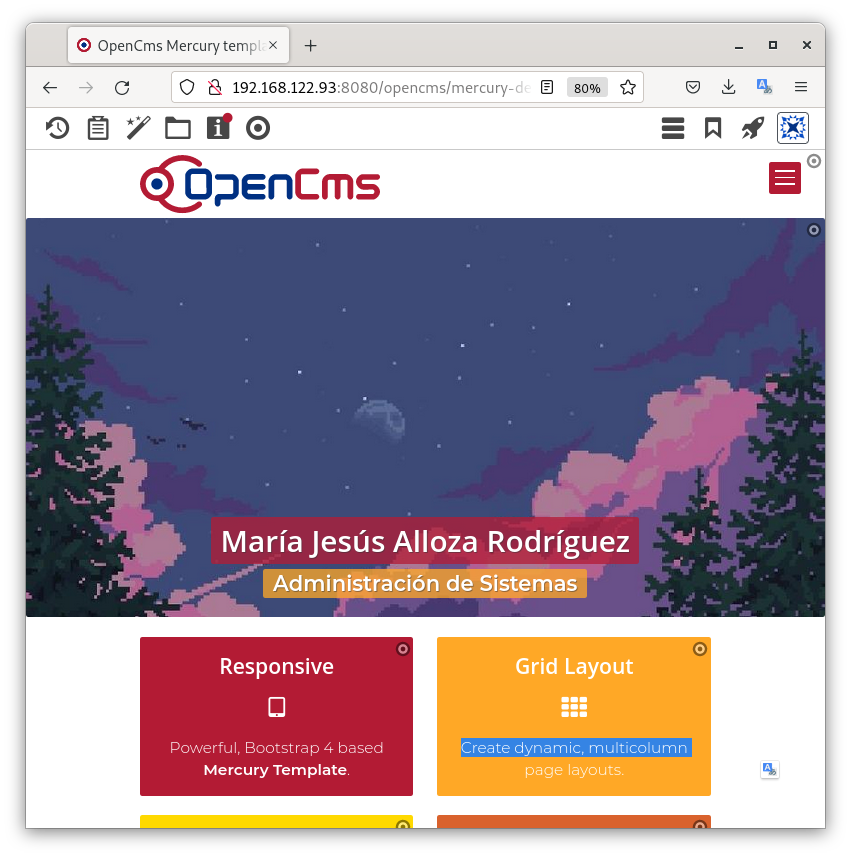 OpenCms Mercury templa
192.168.122.93:8080/opencms/mercury-de
80%
OpenCms
María Jesús Alloza Rodríguez
Administración de Sistemas
Responsive
Powerful, Bootstrap 4 based
Mercury Template.
Grid Layout
Create dynamic, multicolumn
page layouts.